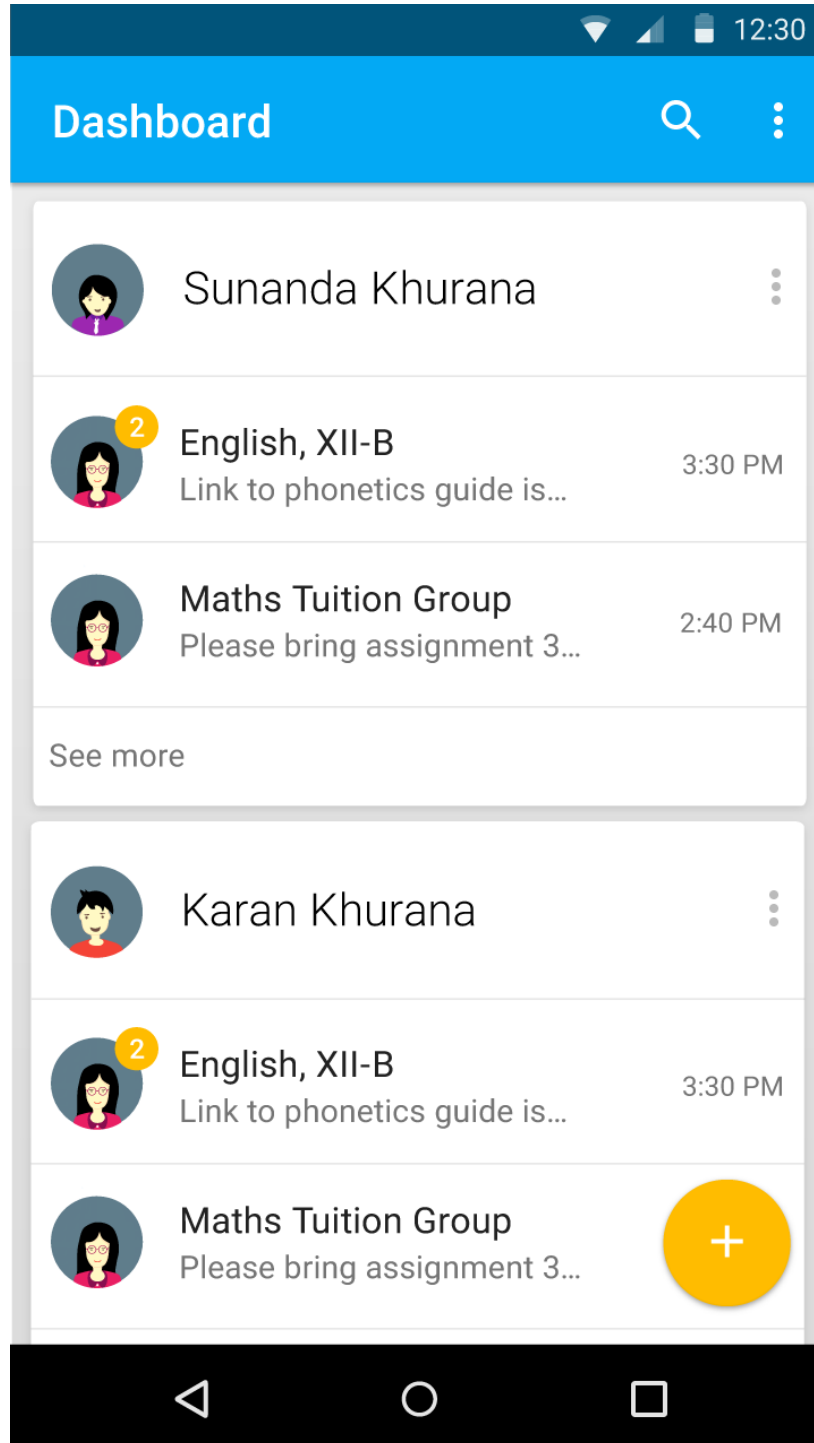 12:30
Dashboard
Sunanda Khurana
2
English, XII-B
Link to phonetics guide is...
3:30 PM
Maths Tuition Group
Please bring assignment 3...
2:40 PM
See more
Karan Khurana
2
English, XII-B
Link to phonetics guide is...
3:30 PM
Maths Tuition Group
Please bring assignment 3...